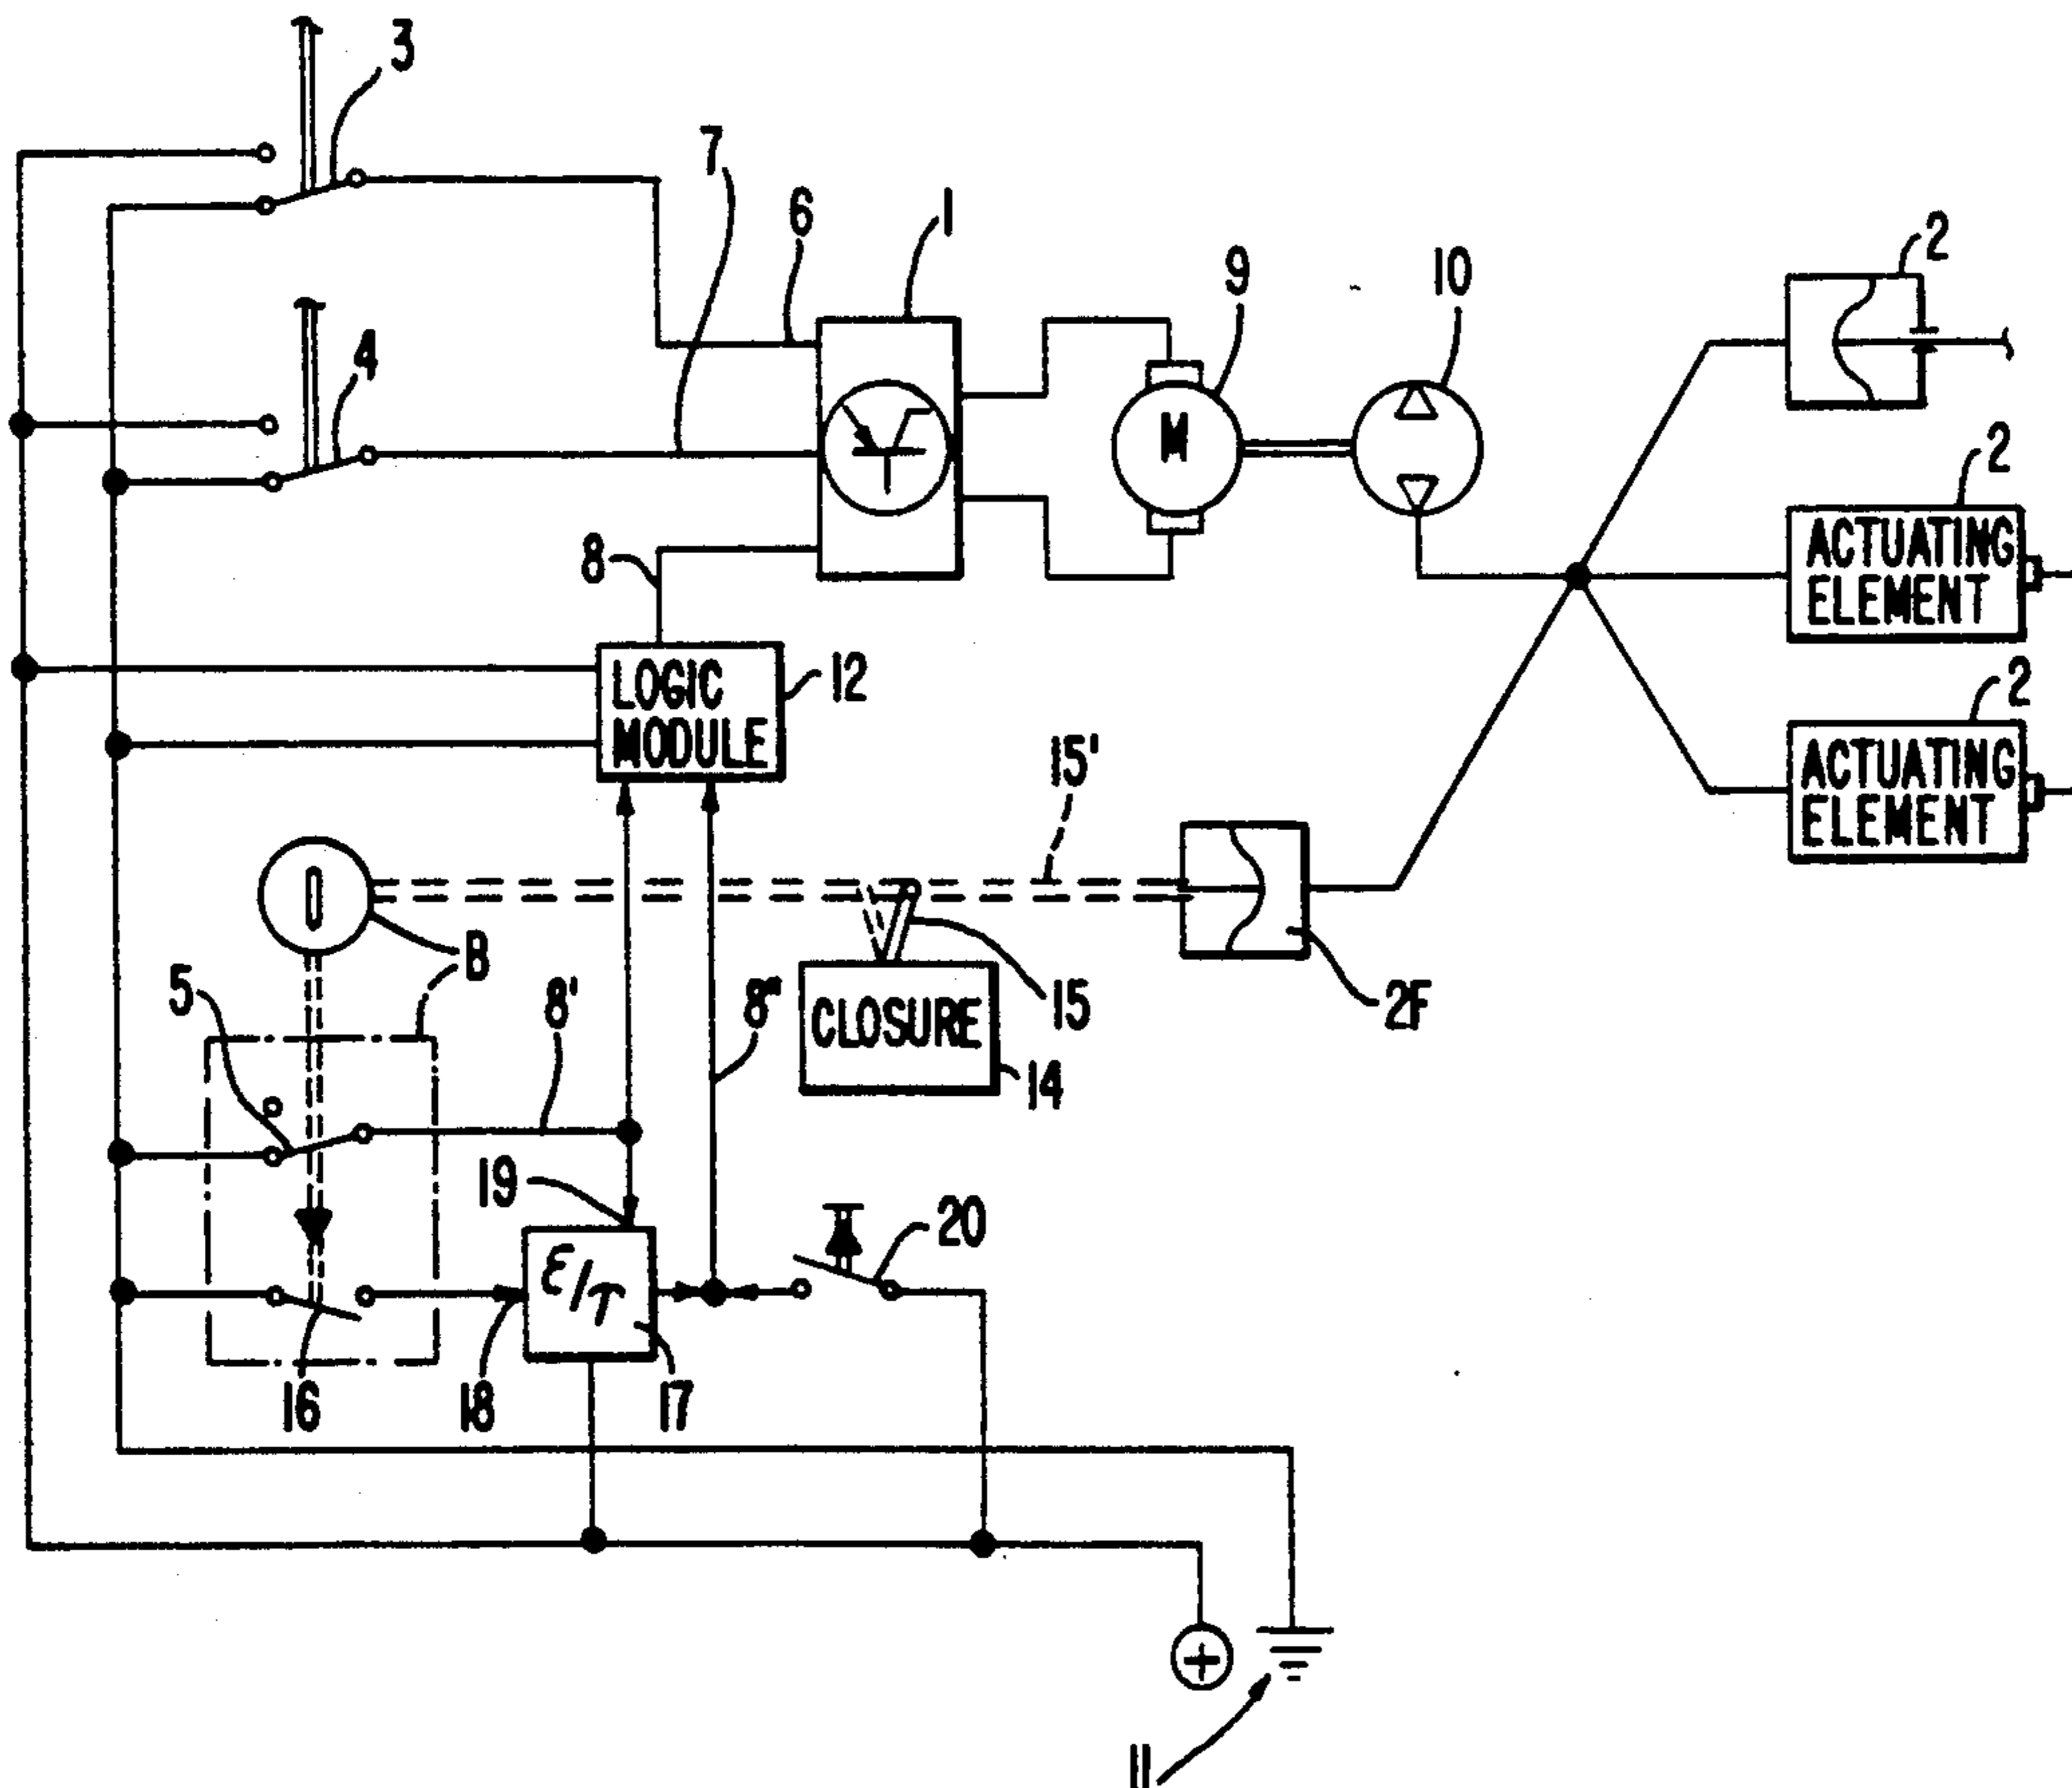 3
7
6
1
9
10
2
4
M
2
ACTUATING
ELEMENT
8
LOGIC
MODULE
12
2
15'
ACTUATING
ELEMENT
B
5
8'
8"
CLOSURE
15
2F
14
19
20
ε/τ
16
18
17
+
11